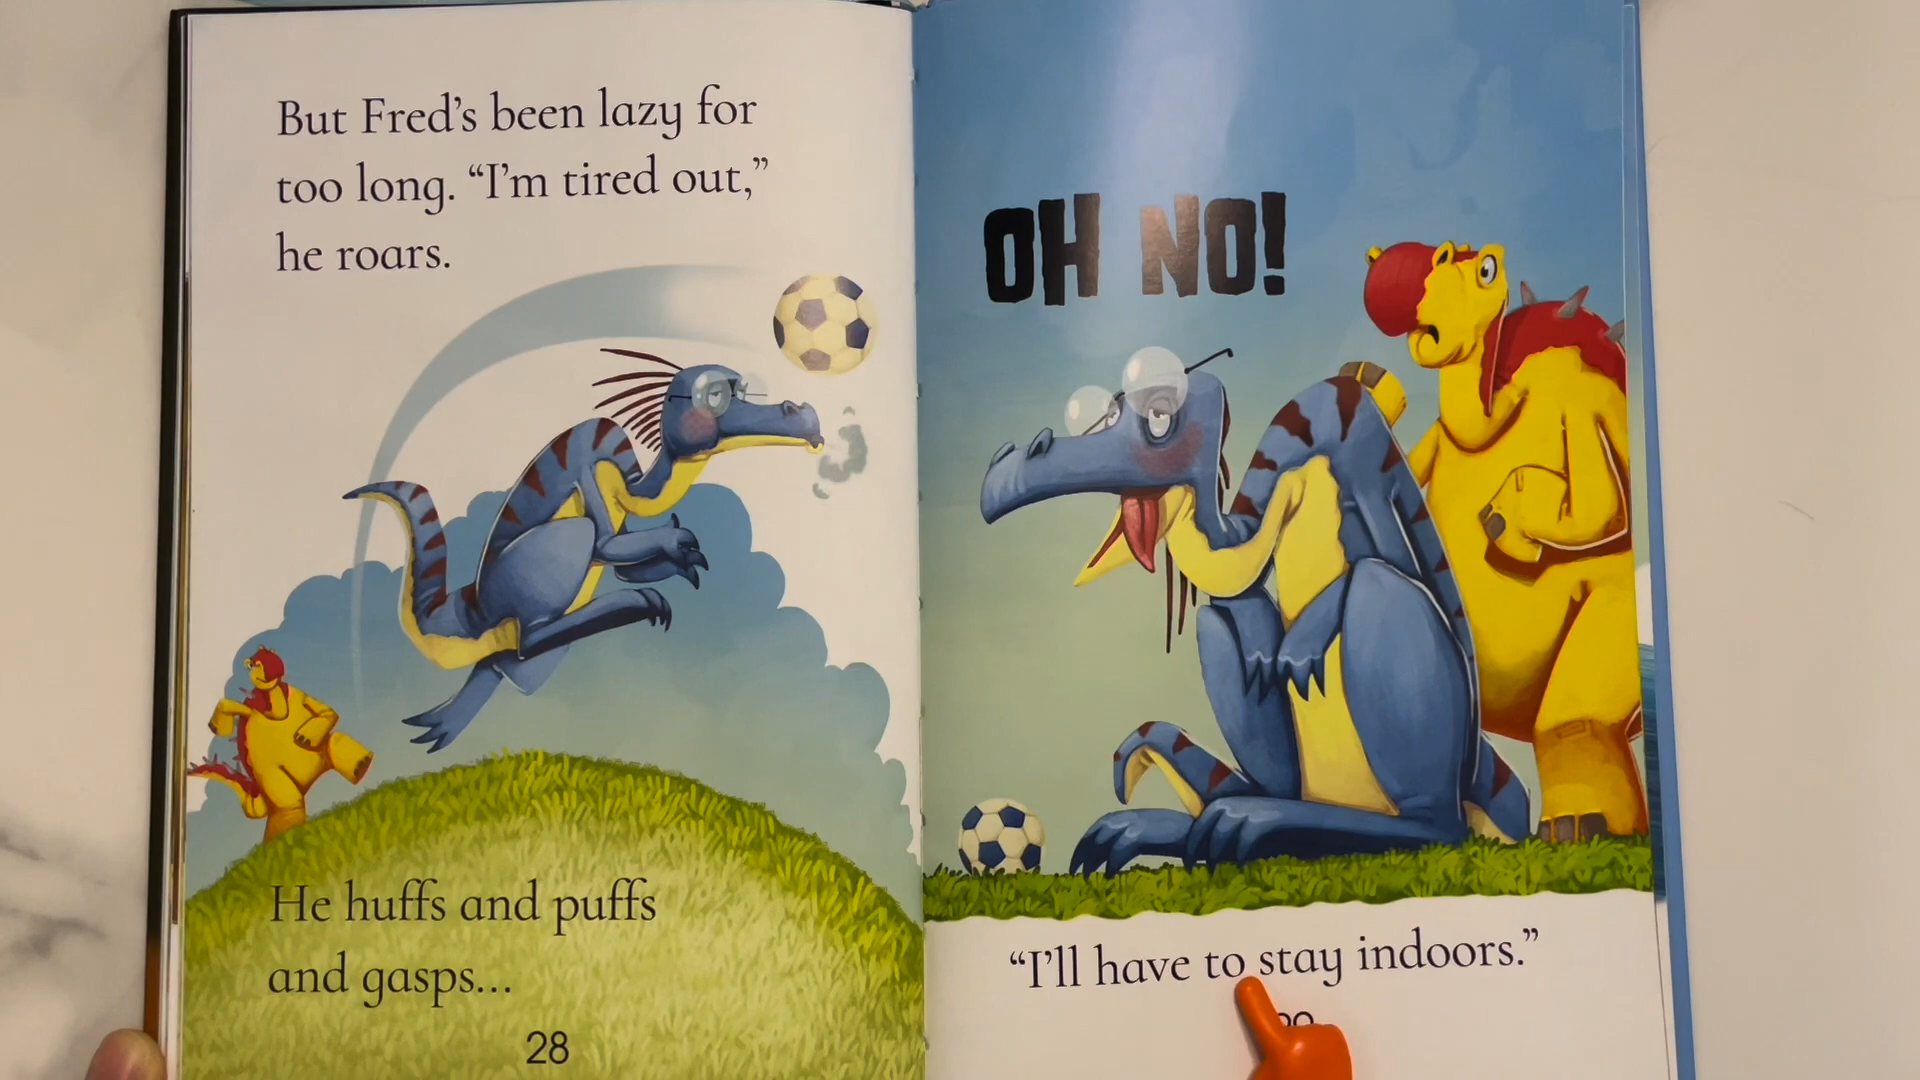 But Fred's been lazy for
too long. “I'm tired out,”
he roars.
He huffs and puffs
and gasps...
28
OH NO!
“I'll have to stay indoors.”